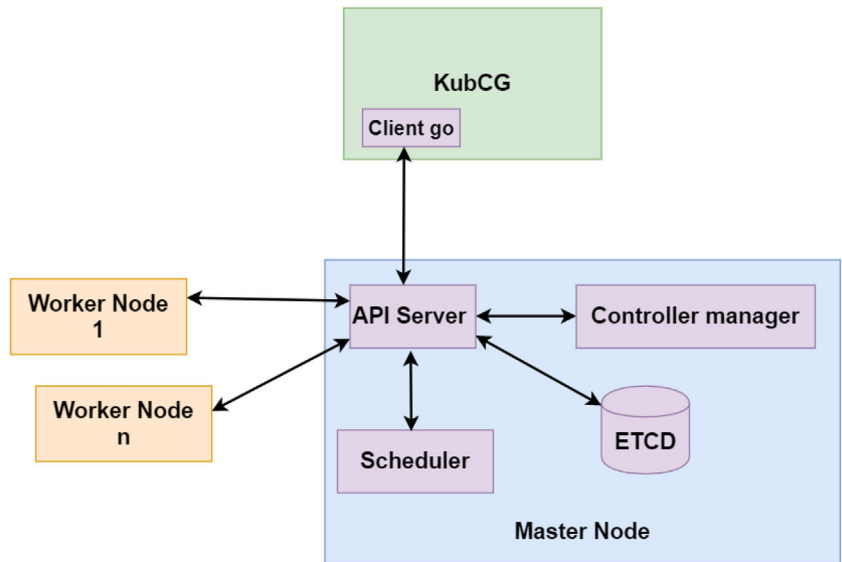 KubCG
Client go
Worker Node
1
API Server
Controller manager
Worker Node
n
Scheduler
ETCD
Master Node